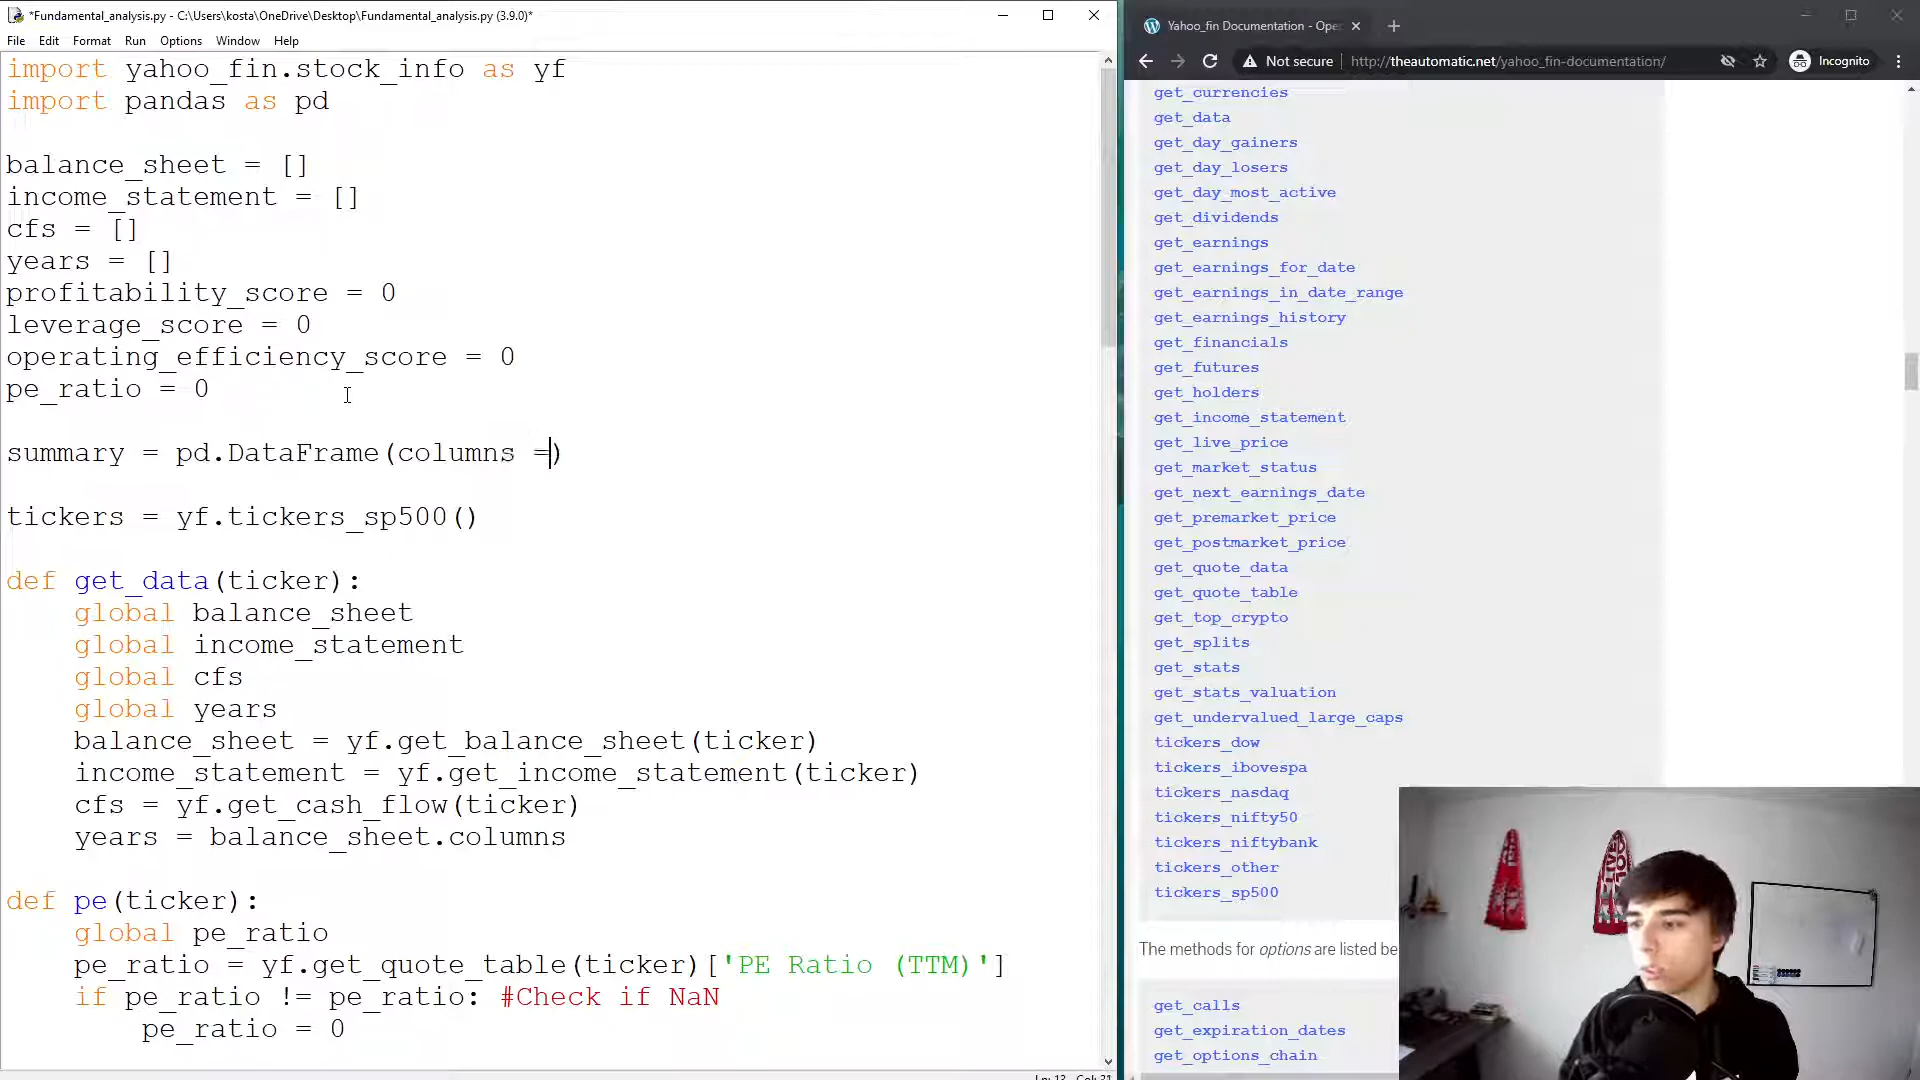 *Fundamental_analysis.py - C:\Users\kosta\OneDrive\Desktop\Fundamental_analysis.py (3.9.0)*
File Edit Format Run Options Window Help
import yahoo_fin.stock_info as yf
import pandas as pd
balance_sheet = []
income_statement = []
cfs = []
years = []
profitability_score = 0
leverage_score = 0
operating_efficiency_score = 0
pe_ratio = 0
summary = pd.DataFrame(columns =)
tickers = yf.tickers_sp500()
def get_data(ticker):
global balance_sheet
global income_statement
global cfs
global years
balance_sheet = yf.get_balance_sheet(ticker)
income_statement = yf.get_income_statement(ticker)
cfs = yf.get_cash_flow(ticker)
years = balance_sheet.columns
def pe(ticker):
global pe_ratio
pe_ratio = yf.get_quote_table(ticker)['PE Ratio (TTM)']
if pe_ratio != pe_ratio: #Check if NaN
pe_ratio = 0
Yahoo_fin Documentation - Ope
Not secure http://theautomatic.net/yahoo_fin-documentation/ Incognito
get_currencies
get_data
get_day_gainers
get_day_losers
get_day_most_active
get_dividends
get_earnings
get_earnings_for_date
get_earnings_in_date_range
get_earnings_history
get_financials
get_futures
get_holders
get_income_statement
get_live_price
get_market_status
get_next_earnings_date
get_premarket_price
get_postmarket_price
get_quote_data
get_quote_table
get_top_crypto
get_splits
get_stats
get_stats_valuation
get_undervalued_large_caps
tickers_dow
tickers_ibovespa
tickers_nasdaq
tickers_nifty50
tickers_niftybank
tickers_other
tickers_sp500
The methods for options are listed be
get_calls
get_expiration_dates
get_options_chain